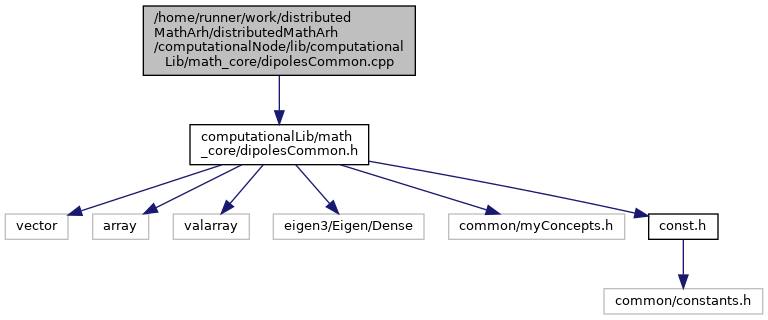 /home/runner/work/distributed
MathArh/distributedMathArh
/computationalNode/lib/computational
Lib/math_core/dipolesCommon.cpp
computationalLib/math
_core/dipolesCommon.h
vector
array
valarray
eigen3/Eigen/Dense
common/myConcepts.h
const.h
common/constants.h